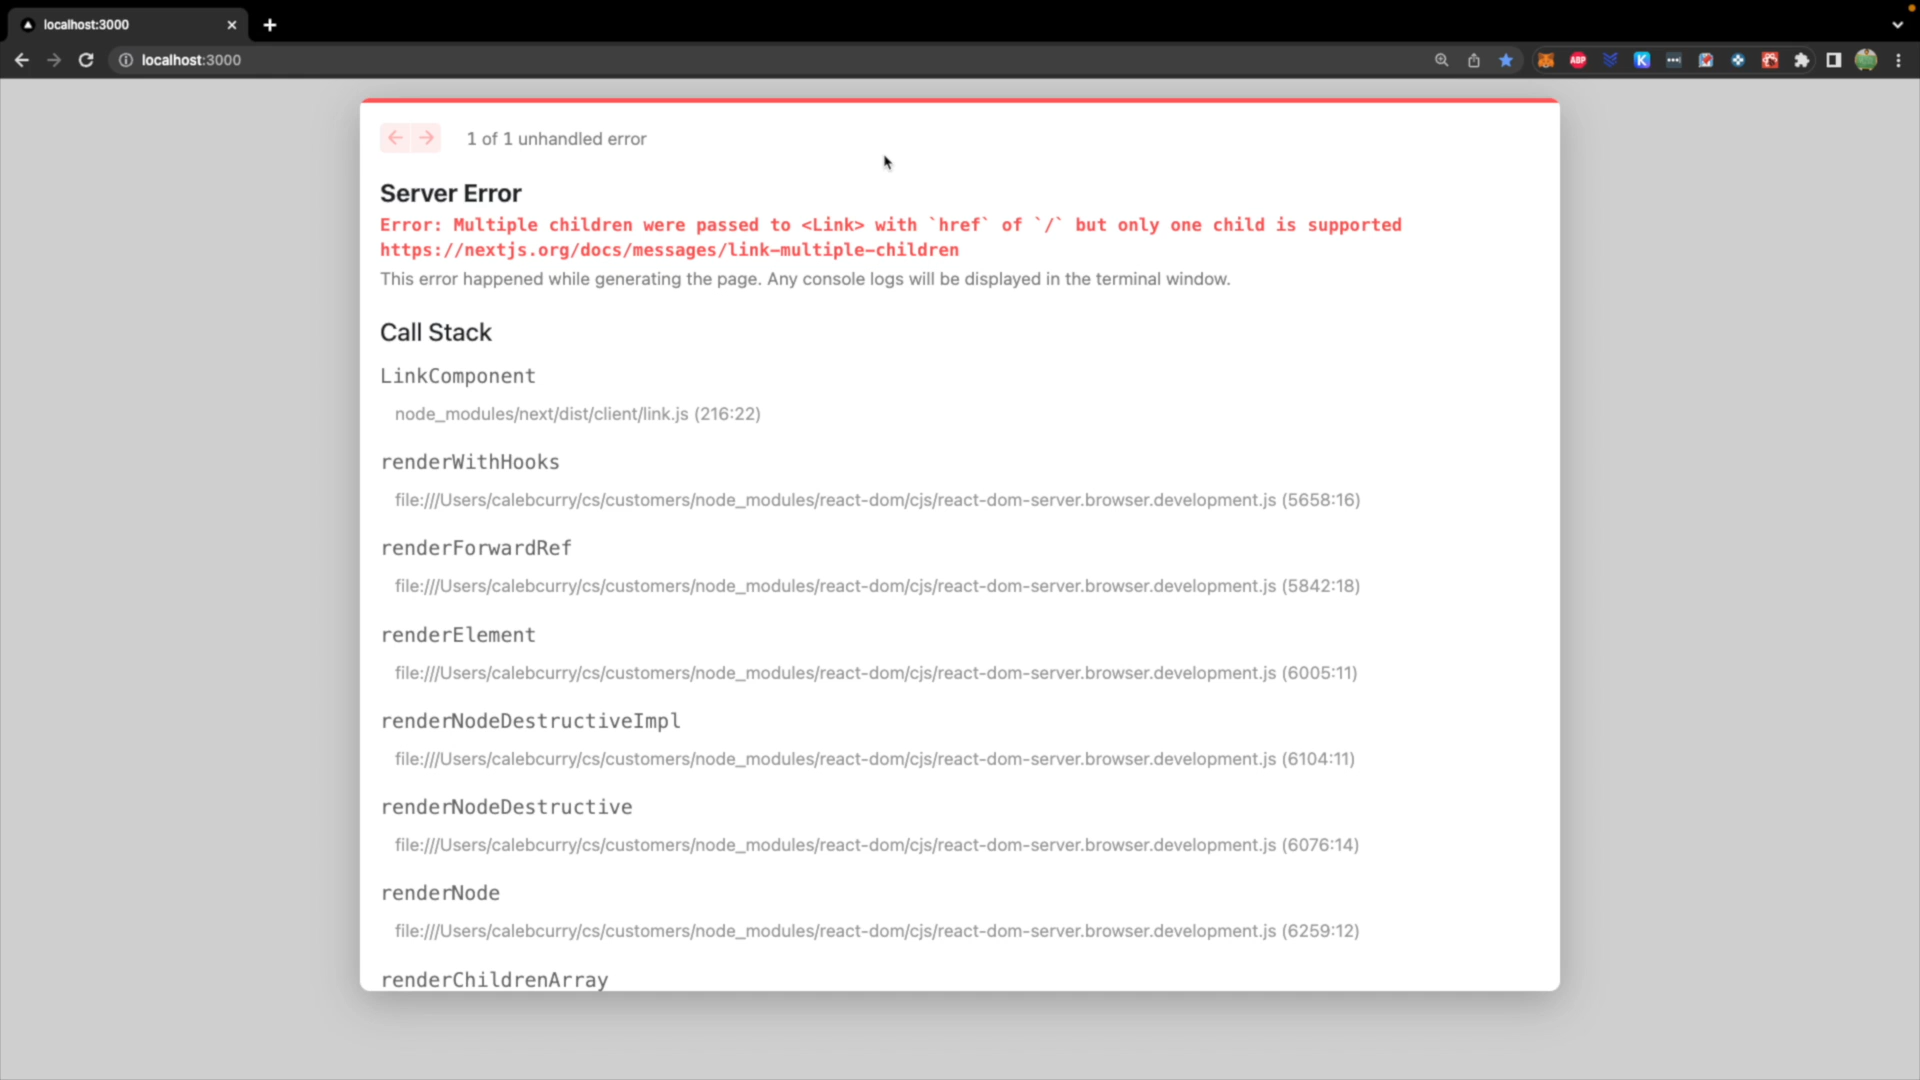 localhost:3000
localhost:3000
ABP
K
1 of 1 unhandled error
Server Error
Error: Multiple children were passed to <Link> with `href` of `/` but only one child is supported
https://nextjs.org/docs/messages/link-multiple-children
This error happened while generating the page. Any console logs will be displayed in the terminal window.
Call Stack
LinkComponent
node_modules/next/dist/client/link.js (216:22)
renderWithHooks
file:///Users/calebcurry/cs/customers/node_modules/react-dom/cjs/react-dom-server.browser.development.js (5658:16)
renderForwardRef
file:///Users/calebcurry/cs/customers/node_modules/react-dom/cjs/react-dom-server.browser.development.js (5842:18)
renderElement
file:///Users/calebcurry/cs/customers/node_modules/react-dom/cjs/react-dom-server.browser.development.js (6005:11)
renderNodeDestructiveImpl
file:///Users/calebcurry/cs/customers/node_modules/react-dom/cjs/react-dom-server.browser.development.js (6104:11)
renderNodeDestructive
file:///Users/calebcurry/cs/customers/node_modules/react-dom/cjs/react-dom-server.browser.development.js (6076:14)
renderNode
file:///Users/calebcurry/cs/customers/node_modules/react-dom/cjs/react-dom-server.browser.development.js (6259:12)
renderChildrenArray